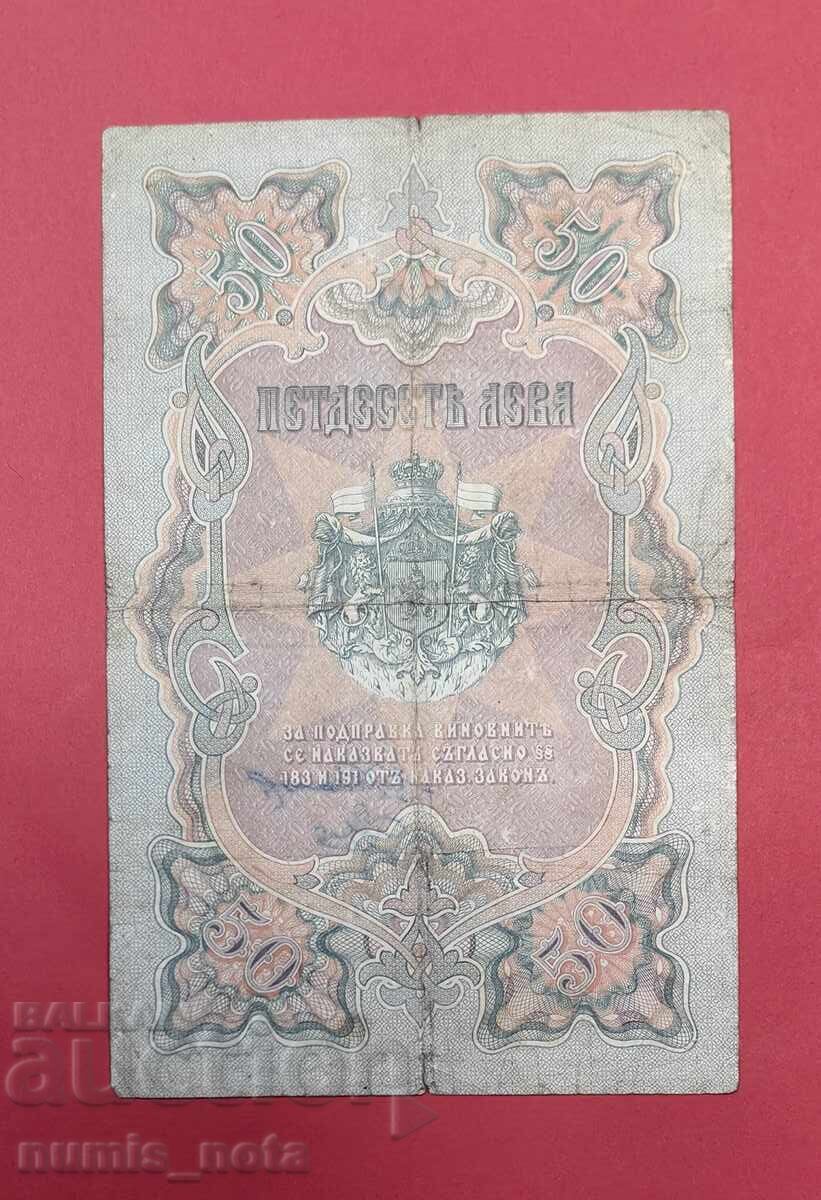 50
50
ПЕТДЕСЕТЬ ЛЕВА
ЗА ПОДПРАВКА ВИНОВНИТѢ
СЕ НАКАЗВАТЪ СЪГЛАСНО §§
183 И 191 ОТЪ НАКАЗ. ЗАКОНЪ.
50
50
BALKAN
auction
numis_nota